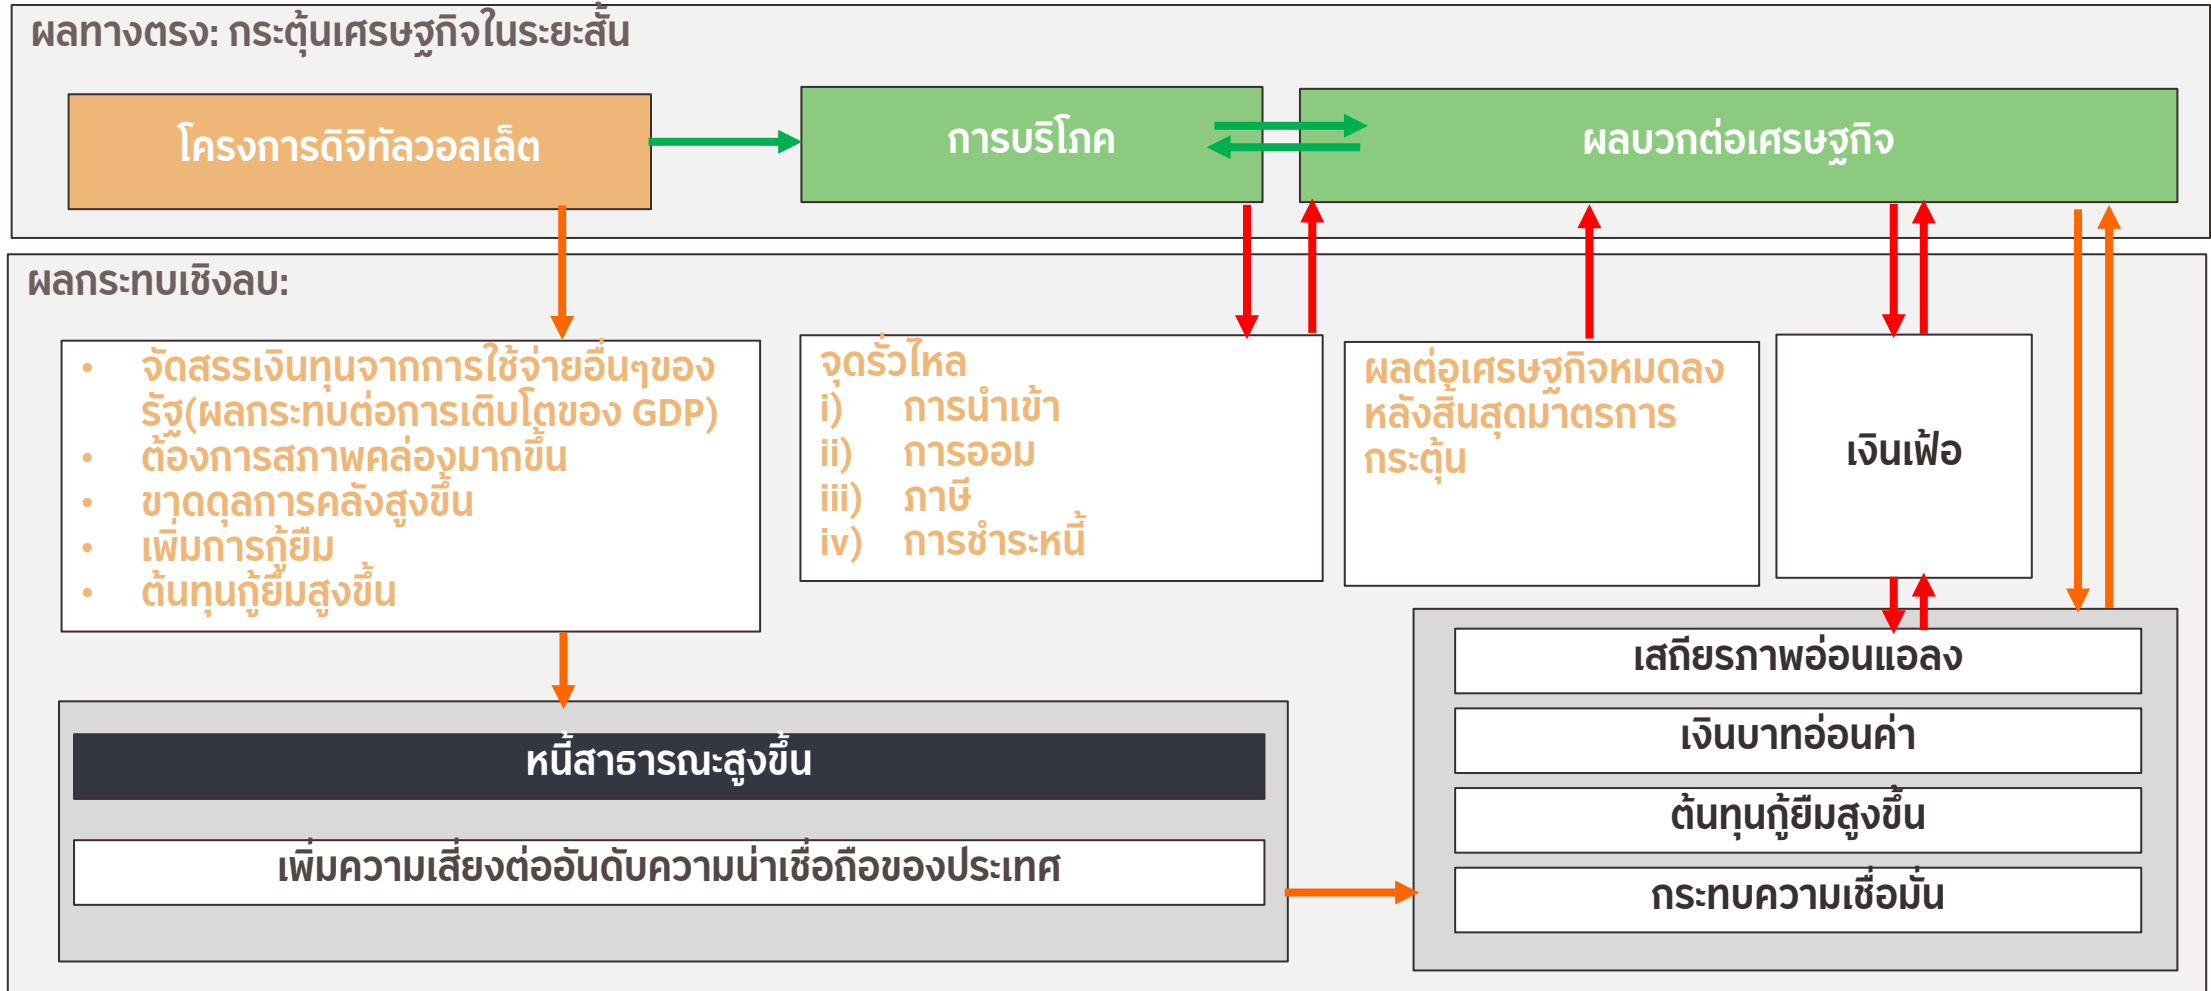 ผลทางตรง: กระตุ้นเศรษฐกิจในระยะสั้น
โครงการดิจิทัลวอลเล็ต
การบริโภค
ผลบวกต่อเศรษฐกิจ
ผลกระทบเชิงลบ:
• จัดสรรเงินทุนจากการใช้จ่ายอื่นๆของ
รัฐ(ผลกระทบต่อการเติบโตของ GDP)
• ต้องการสภาพคล่องมากขึ้น
• ขาดดุลการคลังสูงขึ้น
• เพิ่มการกู้ยืม
• ต้นทุนกู้ยืมสูงขึ้น
จุดรั่วไหล
i) การนำเข้า
ii) การออม
iii) ภาษี
iv) การชำระหนี้
ผลต่อเศรษฐกิจหมดลง
หลังสิ้นสุดมาตรการ
กระตุ้น
เงินเฟ้อ
หนี้สาธารณะสูงขึ้น
เพิ่มความเสี่ยงต่ออันดับความน่าเชื่อถือของประเทศ
เสถียรภาพอ่อนแอลง
เงินบาทอ่อนค่า
ต้นทุนกู้ยืมสูงขึ้น
กระทบความเชื่อมั่น